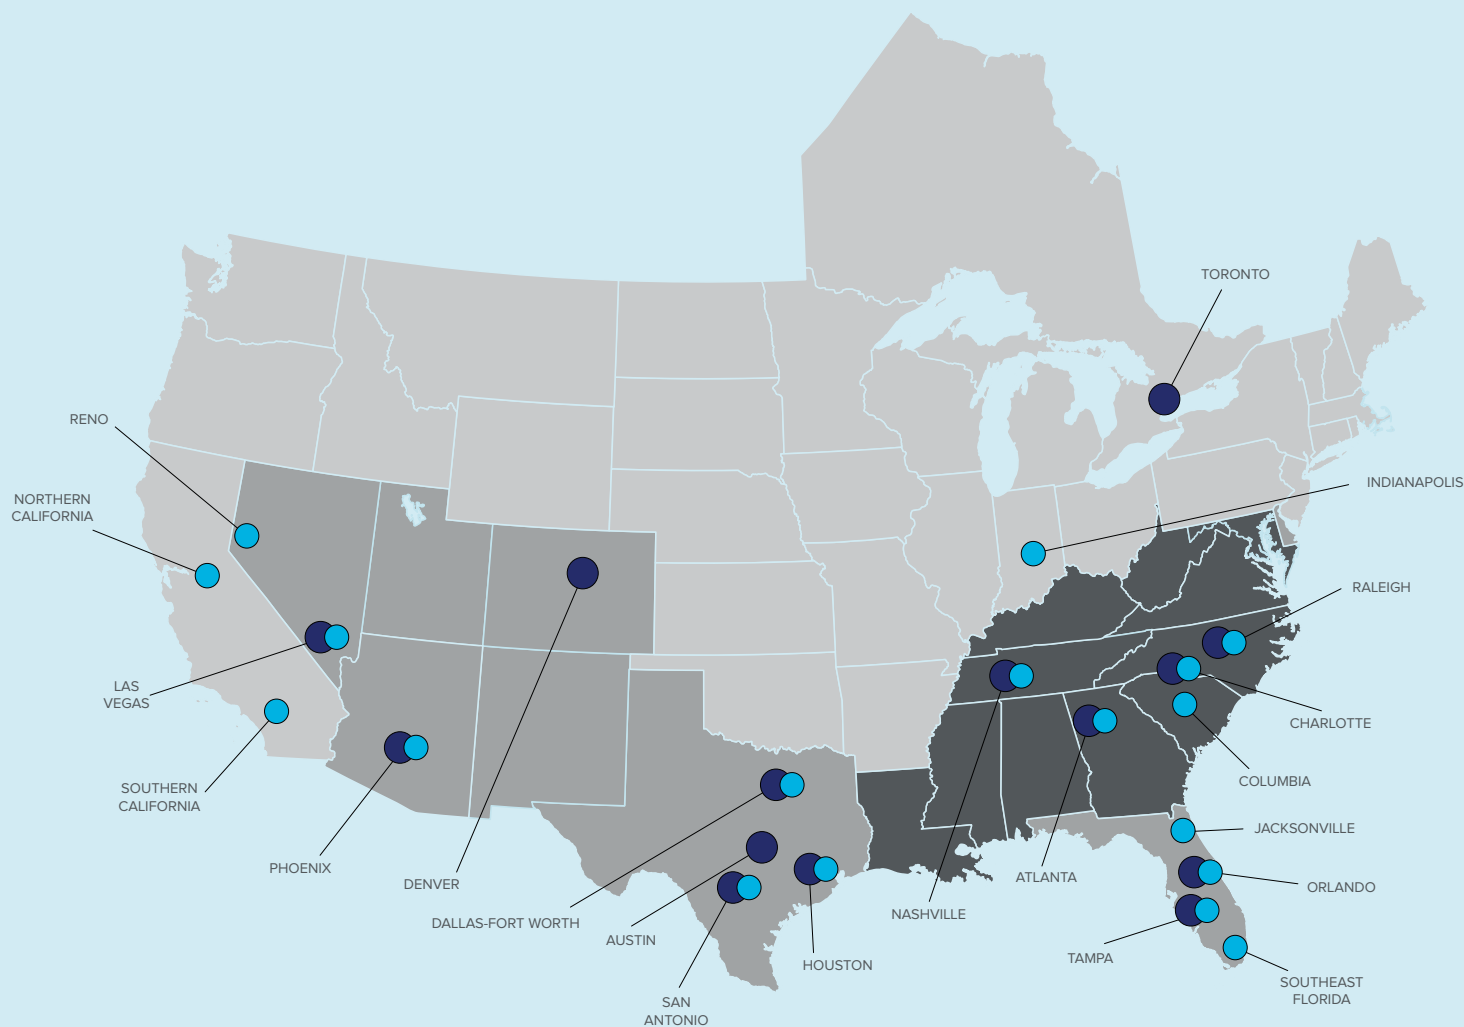 TORONTO
RENO
INDIANAPOLIS
NORTHERN
CALIFORNIA
RALEIGH
LAS
VEGAS
CHARLOTTE
COLUMBIA
SOUTHERN
CALIFORNIA
JACKSONVILLE
PHOENIX
ATLANTA
DENVER
ORLANDO
NASHVILLE
DALLAS-FORT WORTH
AUSTIN
TAMPA
HOUSTON
SOUTHEAST
FLORIDA
SAN
ANTONIO